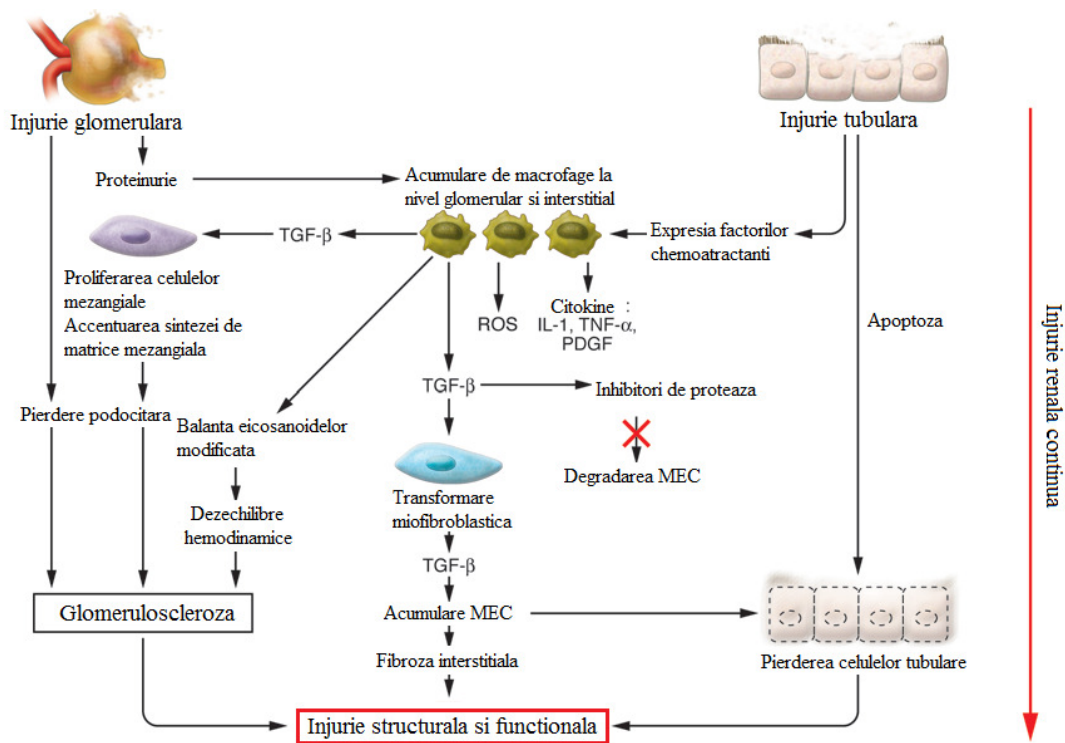 Injurie glomerulara
Injurie tubulara
Proteinurie
Acumulare de macrofage la
nivel glomerular si interstitial
TGF-β
Expresia factorilor
chemoatractanti
Proliferarea celulelor
mezangiale
Accentuarea sintezei de
matrice mezangiala
ROS
Citokine :
IL-1, TNF-α,
PDGF
Apoptoza
Injurie renala continua
TGF-β
Inhibitori de proteaza
Pierdere podocitara
Balanta eicosanoidelor
modificata
Degradarea MEC
Transformare
miofibroblastica
Dezechilibre
hemodinamice
TGF-β
Glomeruloscleroza
Acumulare MEC
Fibroza interstitiala
Pierderea celulelor tubulare
Injurie structurala si functionala